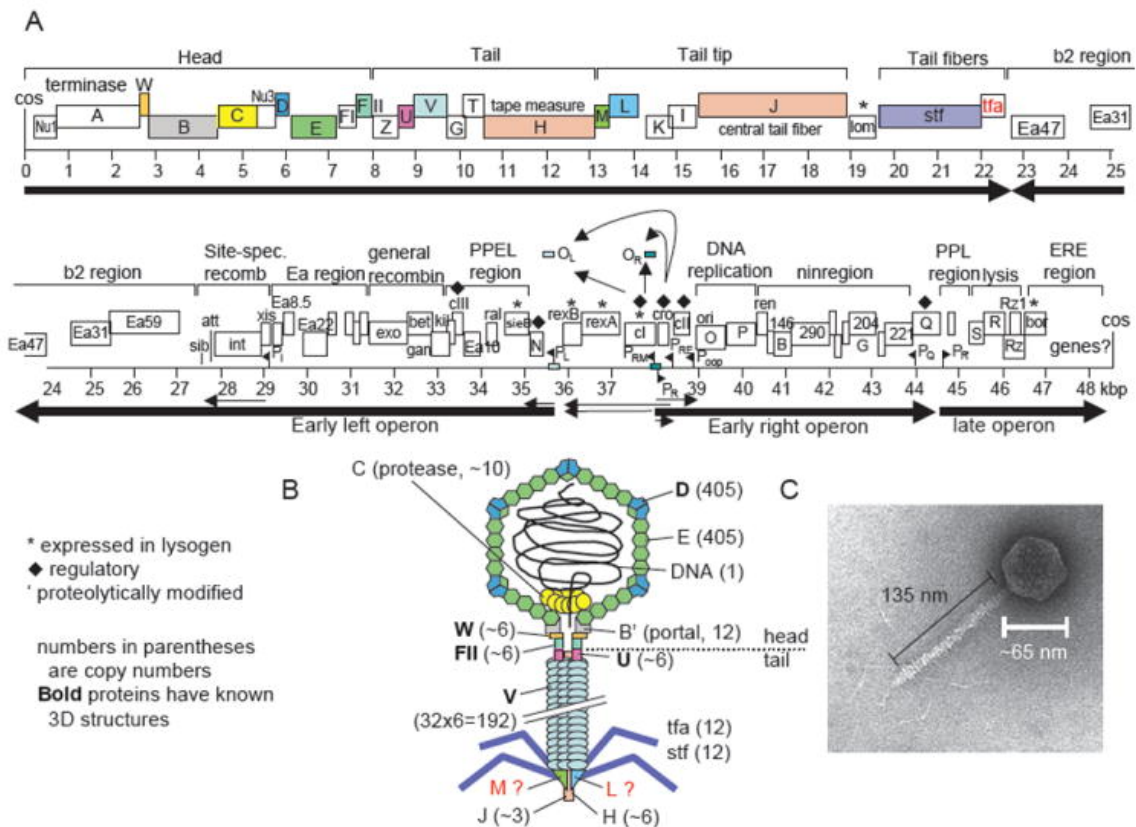 A
Head Tail Tail tip Tail fibers b2 region
terminase W
cos Nu3 FII tape measure * tfa
Nu1 A B C D E FI Z U V G T H M L K I J lom stf Ea47 Ea31
central tail fiber
0 1 2 3 4 5 6 7 8 9 10 11 12 13 14 15 16 17 18 19 20 21 22 23 24 25
OL OR
b2 region Site-spec. recomb Ea region general recombin PPEL region DNA replication ninregion PPL region lysis ERE region
Ea47 Ea31 Ea59 att sib int xis Ea8.5 Ea22 exo bet gam kil cIII Ea10 ral sieB N rexB rexA cI cro cII ori O P ren 146 B 290 204 G 221 Q S R Rz1 Rz bor cos
genes?
PI PL PRM PRE PR Poop PQ PR'
24 25 26 27 28 29 30 31 32 33 34 35 36 37 38 39 40 41 42 43 44 45 46 47 48 kbp
Early left operon Early right operon late operon
B
C (protease, ~10)
D (405)
E (405)
DNA (1)
B' (portal, 12)
head
tail
W (~6)
FII (~6)
U (~6)
V
(32x6=192)
tfa (12)
stf (12)
M ?
L ?
J (~3)
H (~6)
* expressed in lysogen
◆ regulatory
‘ proteolytically modified
numbers in parentheses
are copy numbers
Bold proteins have known
3D structures
C
135 nm
~65 nm